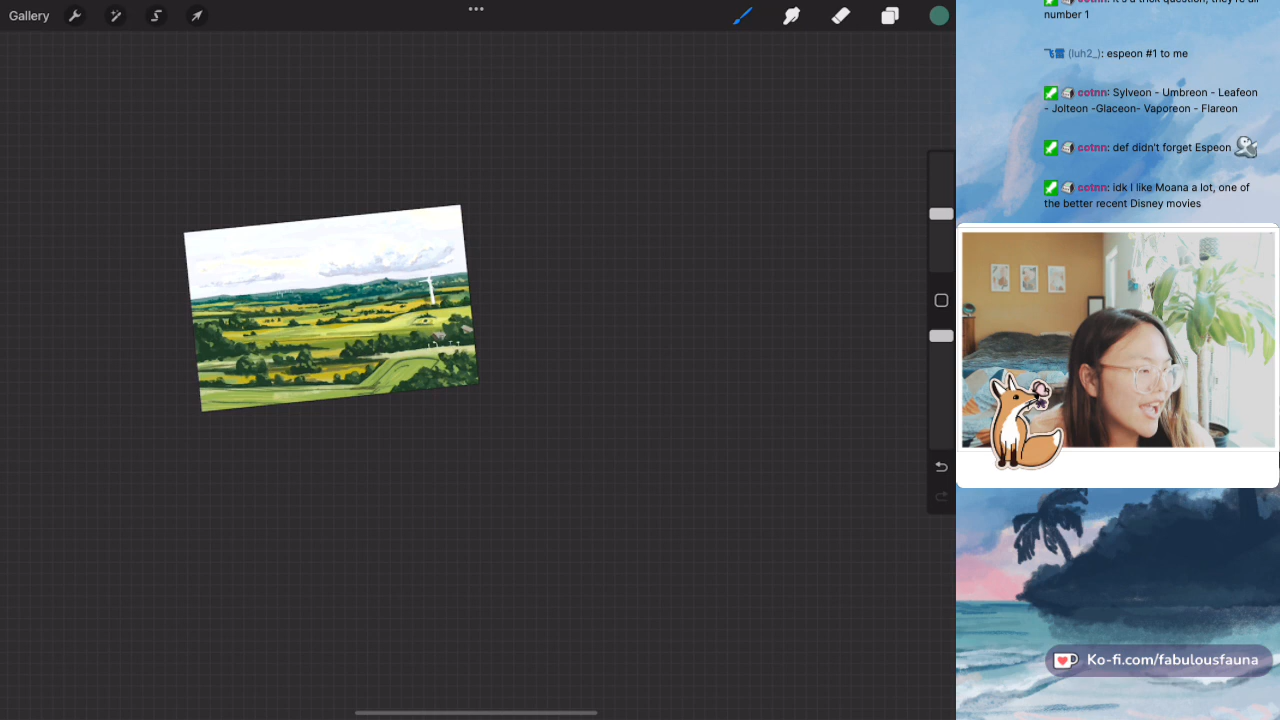 Gallery
cotnn: it's a trick question, they're all
number 1
(luh2_): espeon #1 to me
cotnn: Sylveon - Umbreon - Leafeon
- Jolteon -Glaceon- Vaporeon - Flareon
cotnn: def didn't forget Espeon
cotnn: idk I like Moana a lot, one of
the better recent Disney movies
Ko-fi.com/fabulousfauna